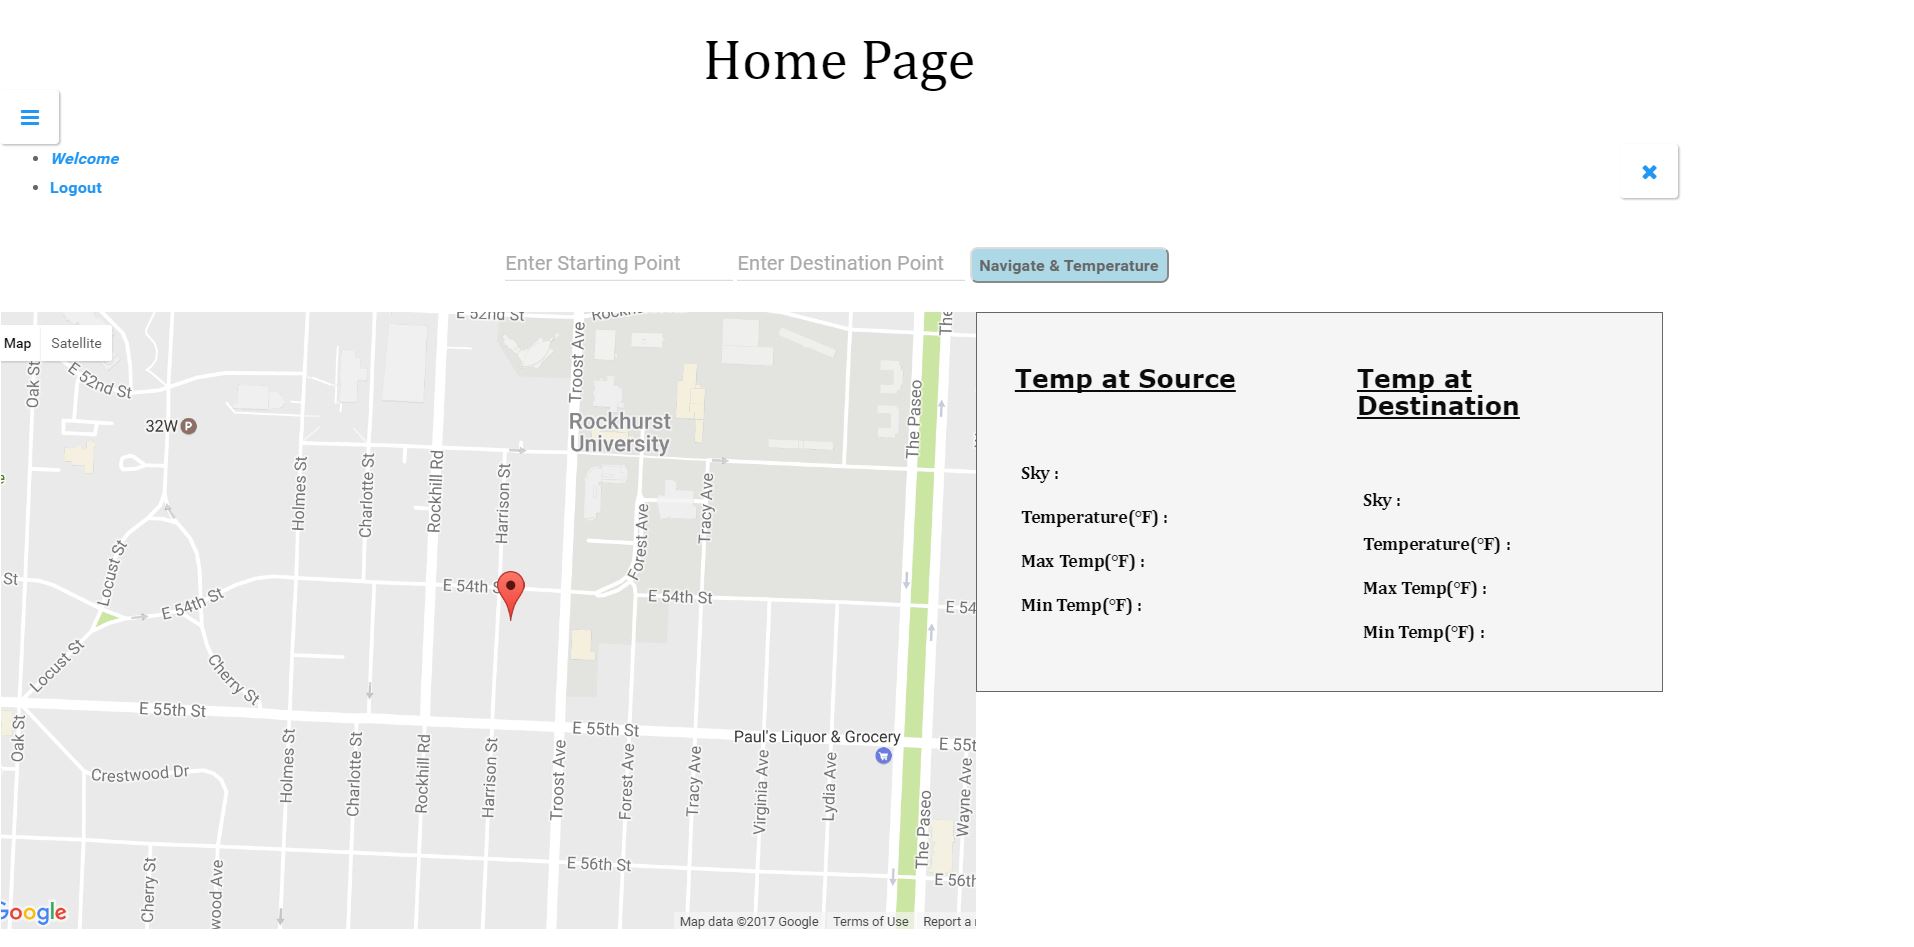 Home Page
Welcome
Logout
Enter Starting Point
Enter Destination Point
Navigate & Temperature
Map
Satellite
E 52nd St
Troost Ave
Oak St
E 52nd St
32W
P
Rockhurst
University
The Paseo
Holmes St
Charlotte St
Rockhill Rd
Harrison St
Forest Ave
Tracy Ave
Locust St
St
E 54th St
E 54th
E 54th St
E 54
Locust St
Cherry St
E 55th St
E 55th St
Paul's Liquor & Grocery
E 55t
Oak St
Crestwood Dr
Holmes St
Charlotte St
Rockhill Rd
Harrison St
Troost Ave
Forest Ave
Tracy Ave
Virginia Ave
Lydia Ave
The Paseo
Wayne Ave
E 56th St
E 56th
Cherry St
wood Ave
Google
Map data ©2017 Google
Terms of Use
Report a
Temp at Source
Sky :
Temperature(°F) :
Max Temp(°F) :
Min Temp(°F) :
Temp at
Destination
Sky :
Temperature(°F) :
Max Temp(°F) :
Min Temp(°F) :